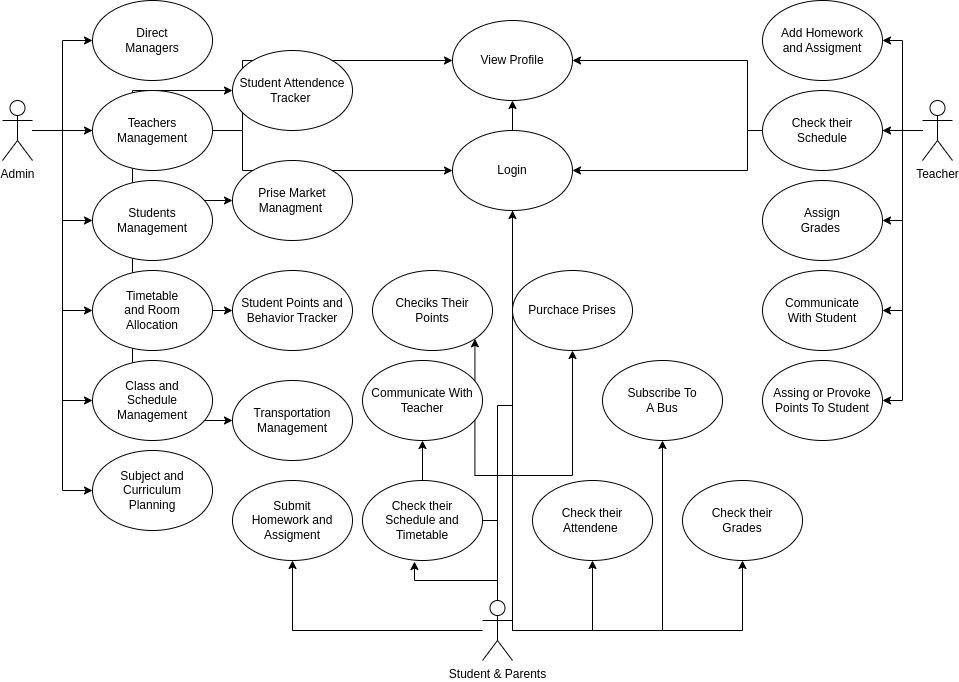 Direct
Managers
Student Attendence
Tracker
View Profile
Add Homework
and Assigment
Admin
Teachers
Management
Login
Check their
Schedule
Teacher
Students
Management
Prise Market
Managment
Assign
Grades
Timetable
and Room
Allocation
Student Points and
Behavior Tracker
Checiks Their
Points
Purchace Prises
Communicate
With Student
Class and
Schedule
Management
Transportation
Management
Communicate With
Teacher
Subscribe To
A Bus
Assing or Provoke
Points To Student
Subject and
Curriculum
Planning
Submit
Homework and
Assigment
Check their
Schedule and
Timetable
Check their
Attendene
Check their
Grades
Student & Parents